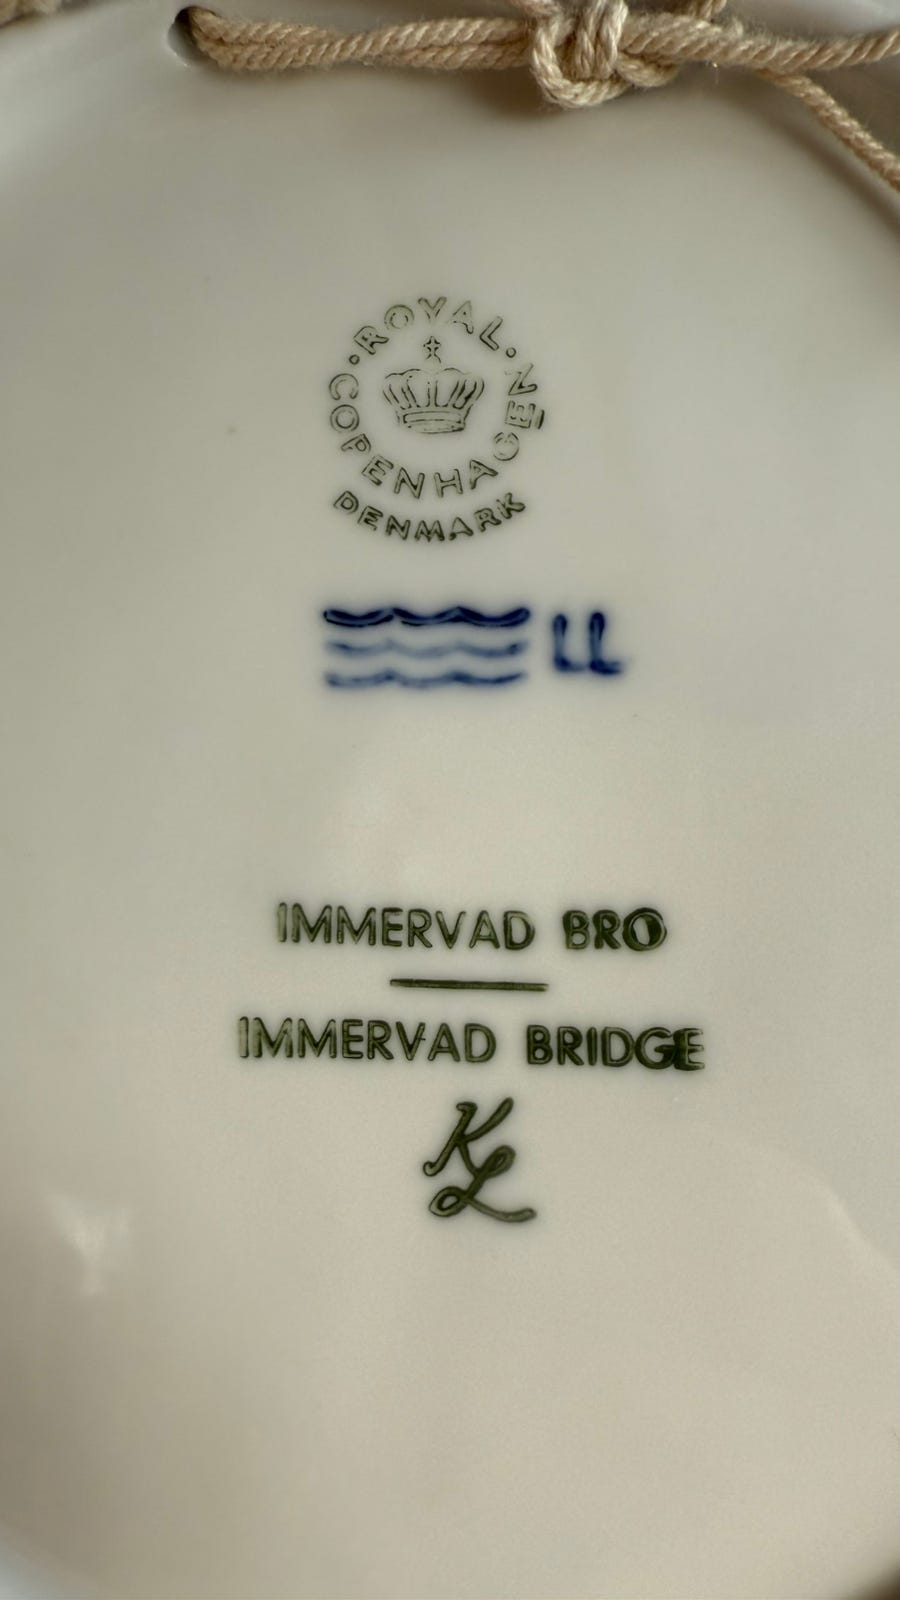 ROYAL
COPENHAGEN
DENMARK
LL
IMMERVAD BRO
IMMERVAD BRIDGE
KL